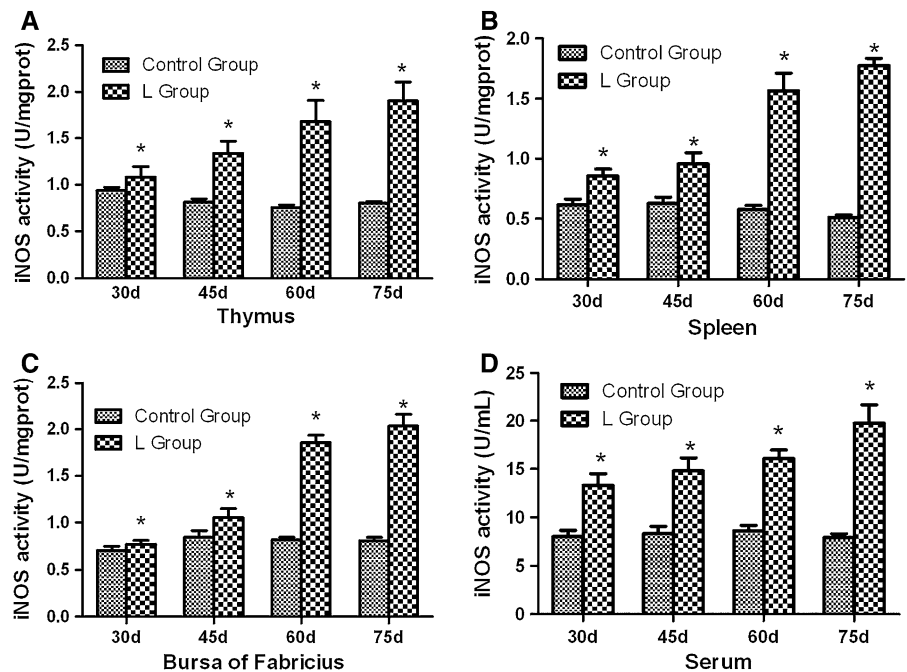 A
iNOS activity (U/mgprot)
2.5
2.0
1.5
1.0
0.5
0.0
Control Group
L Group
* * * *
30d 45d 60d 75d
Thymus
B
iNOS activity (U/mgprot)
2.0
1.5
1.0
0.5
0.0
Control Group
L Group
* * * *
30d 45d 60d 75d
Spleen
C
iNOS activity (U/mgprot)
2.5
2.0
1.5
1.0
0.5
0.0
Control Group
L Group
* * * *
30d 45d 60d 75d
Bursa of Fabricius
D
iNOS activity (U/mL)
25
20
15
10
5
0
Control Group
L Group
* * * *
30d 45d 60d 75d
Serum